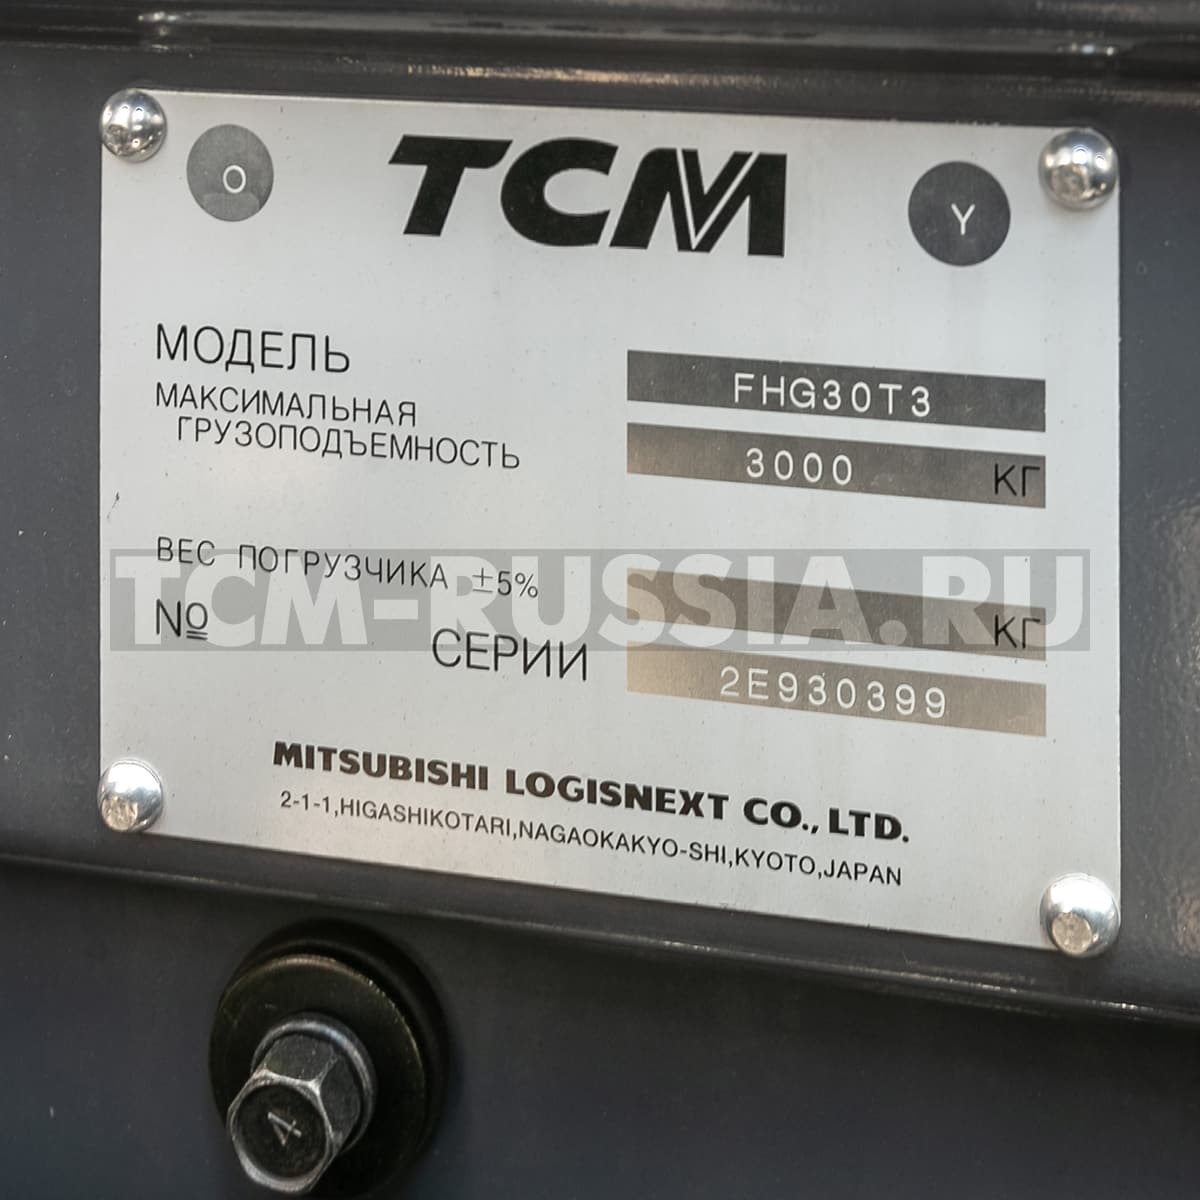 O
TCM
Y
МОДЕЛЬ
FHG30T3
МАКСИМАЛЬНАЯ
ГРУЗОПОДЪЕМНОСТЬ
3000 КГ
ВЕС ПОГРУЗЧИКА ±5%
КГ
TCM-RUSSIA.RU
№ СЕРИИ
2E930399
MITSUBISHI LOGISNEXT CO., LTD.
2-1-1,HIGASHIKOTARI,NAGAOKAKYO-SHI,KYOTO,JAPAN
4